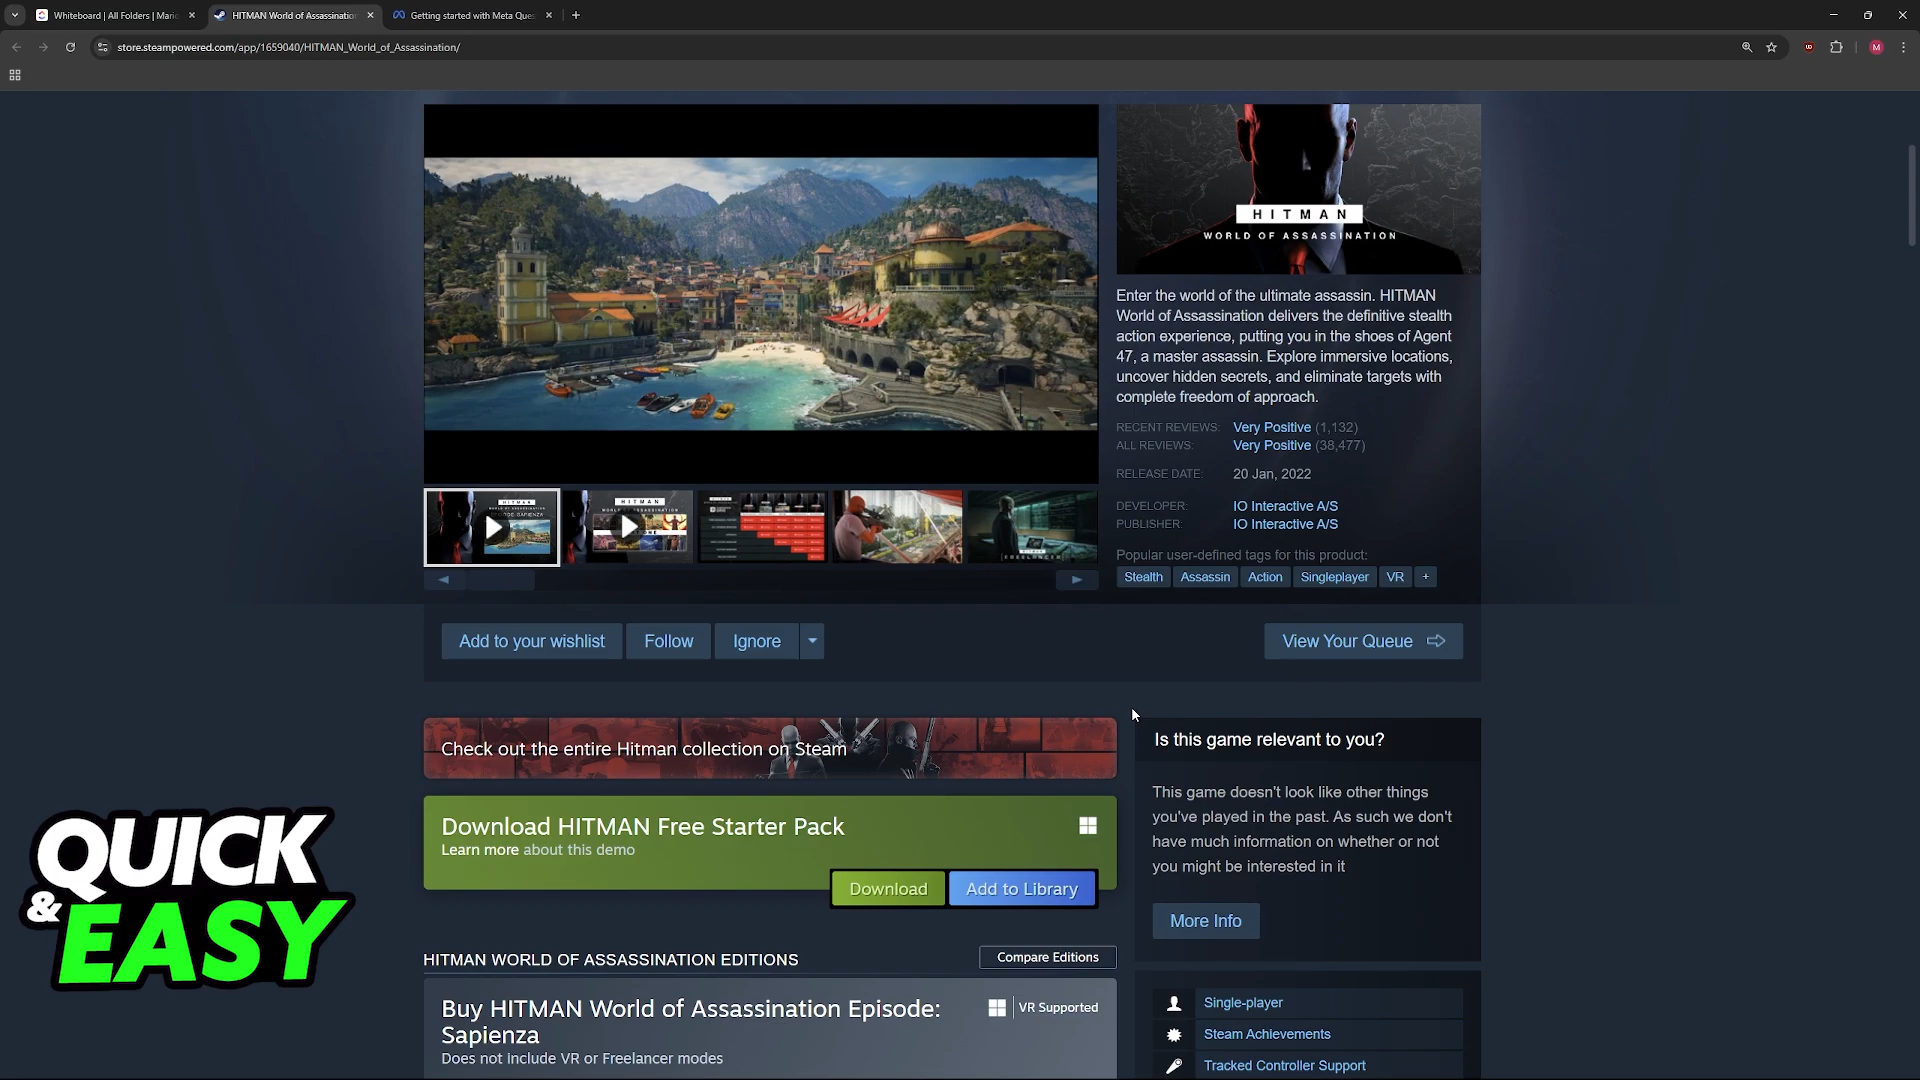 Whiteboard | All Folders | Mario
HITMAN World of Assassination
Getting started with Meta Ques
store.steampowered.com/app/1659040/HITMAN_World_of_Assassination/
M
HITMAN
WORLD OF ASSASSINATION
Enter the world of the ultimate assassin. HITMAN
World of Assassination delivers the definitive stealth
action experience, putting you in the shoes of Agent
47, a master assassin. Explore immersive locations,
uncover hidden secrets, and eliminate targets with
complete freedom of approach.
RECENT REVIEWS: Very Positive (1,132)
ALL REVIEWS: Very Positive (38,477)
RELEASE DATE: 20 Jan, 2022
DEVELOPER: IO Interactive A/S
PUBLISHER: IO Interactive A/S
Popular user-defined tags for this product:
Stealth Assassin Action Singleplayer VR +
Add to your wishlist Follow Ignore View Your Queue
Check out the entire Hitman collection on Steam
Is this game relevant to you?
This game doesn't look like other things
you've played in the past. As such we don't
have much information on whether or not
you might be interested in it
More Info
Download HITMAN Free Starter Pack
Learn more about this demo
Download Add to Library
QUICK
& EASY
HITMAN WORLD OF ASSASSINATION EDITIONS Compare Editions
Buy HITMAN World of Assassination Episode:
Sapienza
VR Supported
Does not include VR or Freelancer modes
Single-player
Steam Achievements
Tracked Controller Support